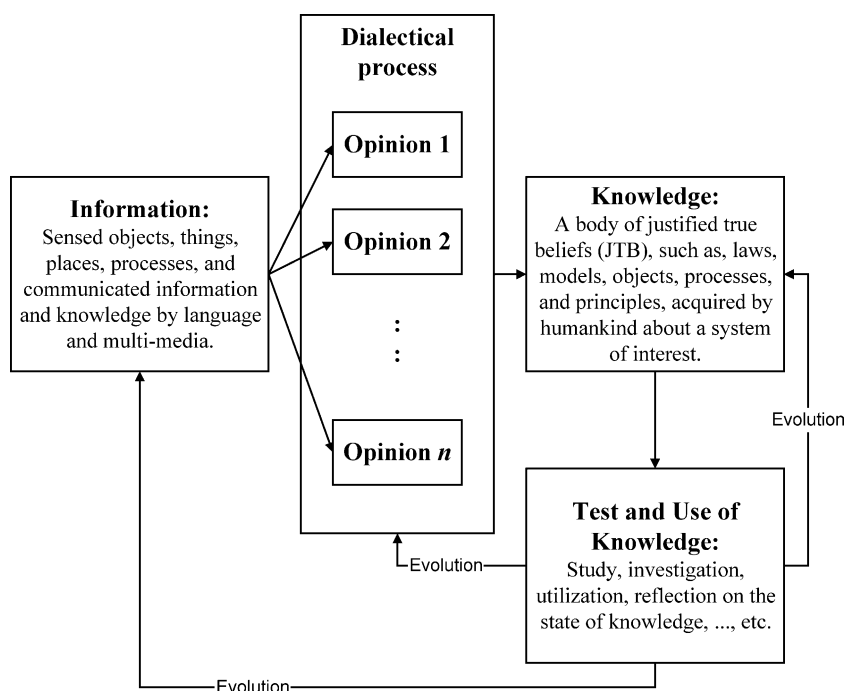 Dialectical
process
Opinion 1
Opinion 2
:
:
Opinion n
Information:
Sensed objects, things,
places, processes, and
communicated information
and knowledge by language
and multi-media.
Knowledge:
A body of justified true
beliefs (JTB), such as, laws,
models, objects, processes,
and principles, acquired by
humankind about a system
of interest.
Evolution
Test and Use of
Knowledge:
Study, investigation,
utilization, reflection on the
state of knowledge, ..., etc.
Evolution
Evolution